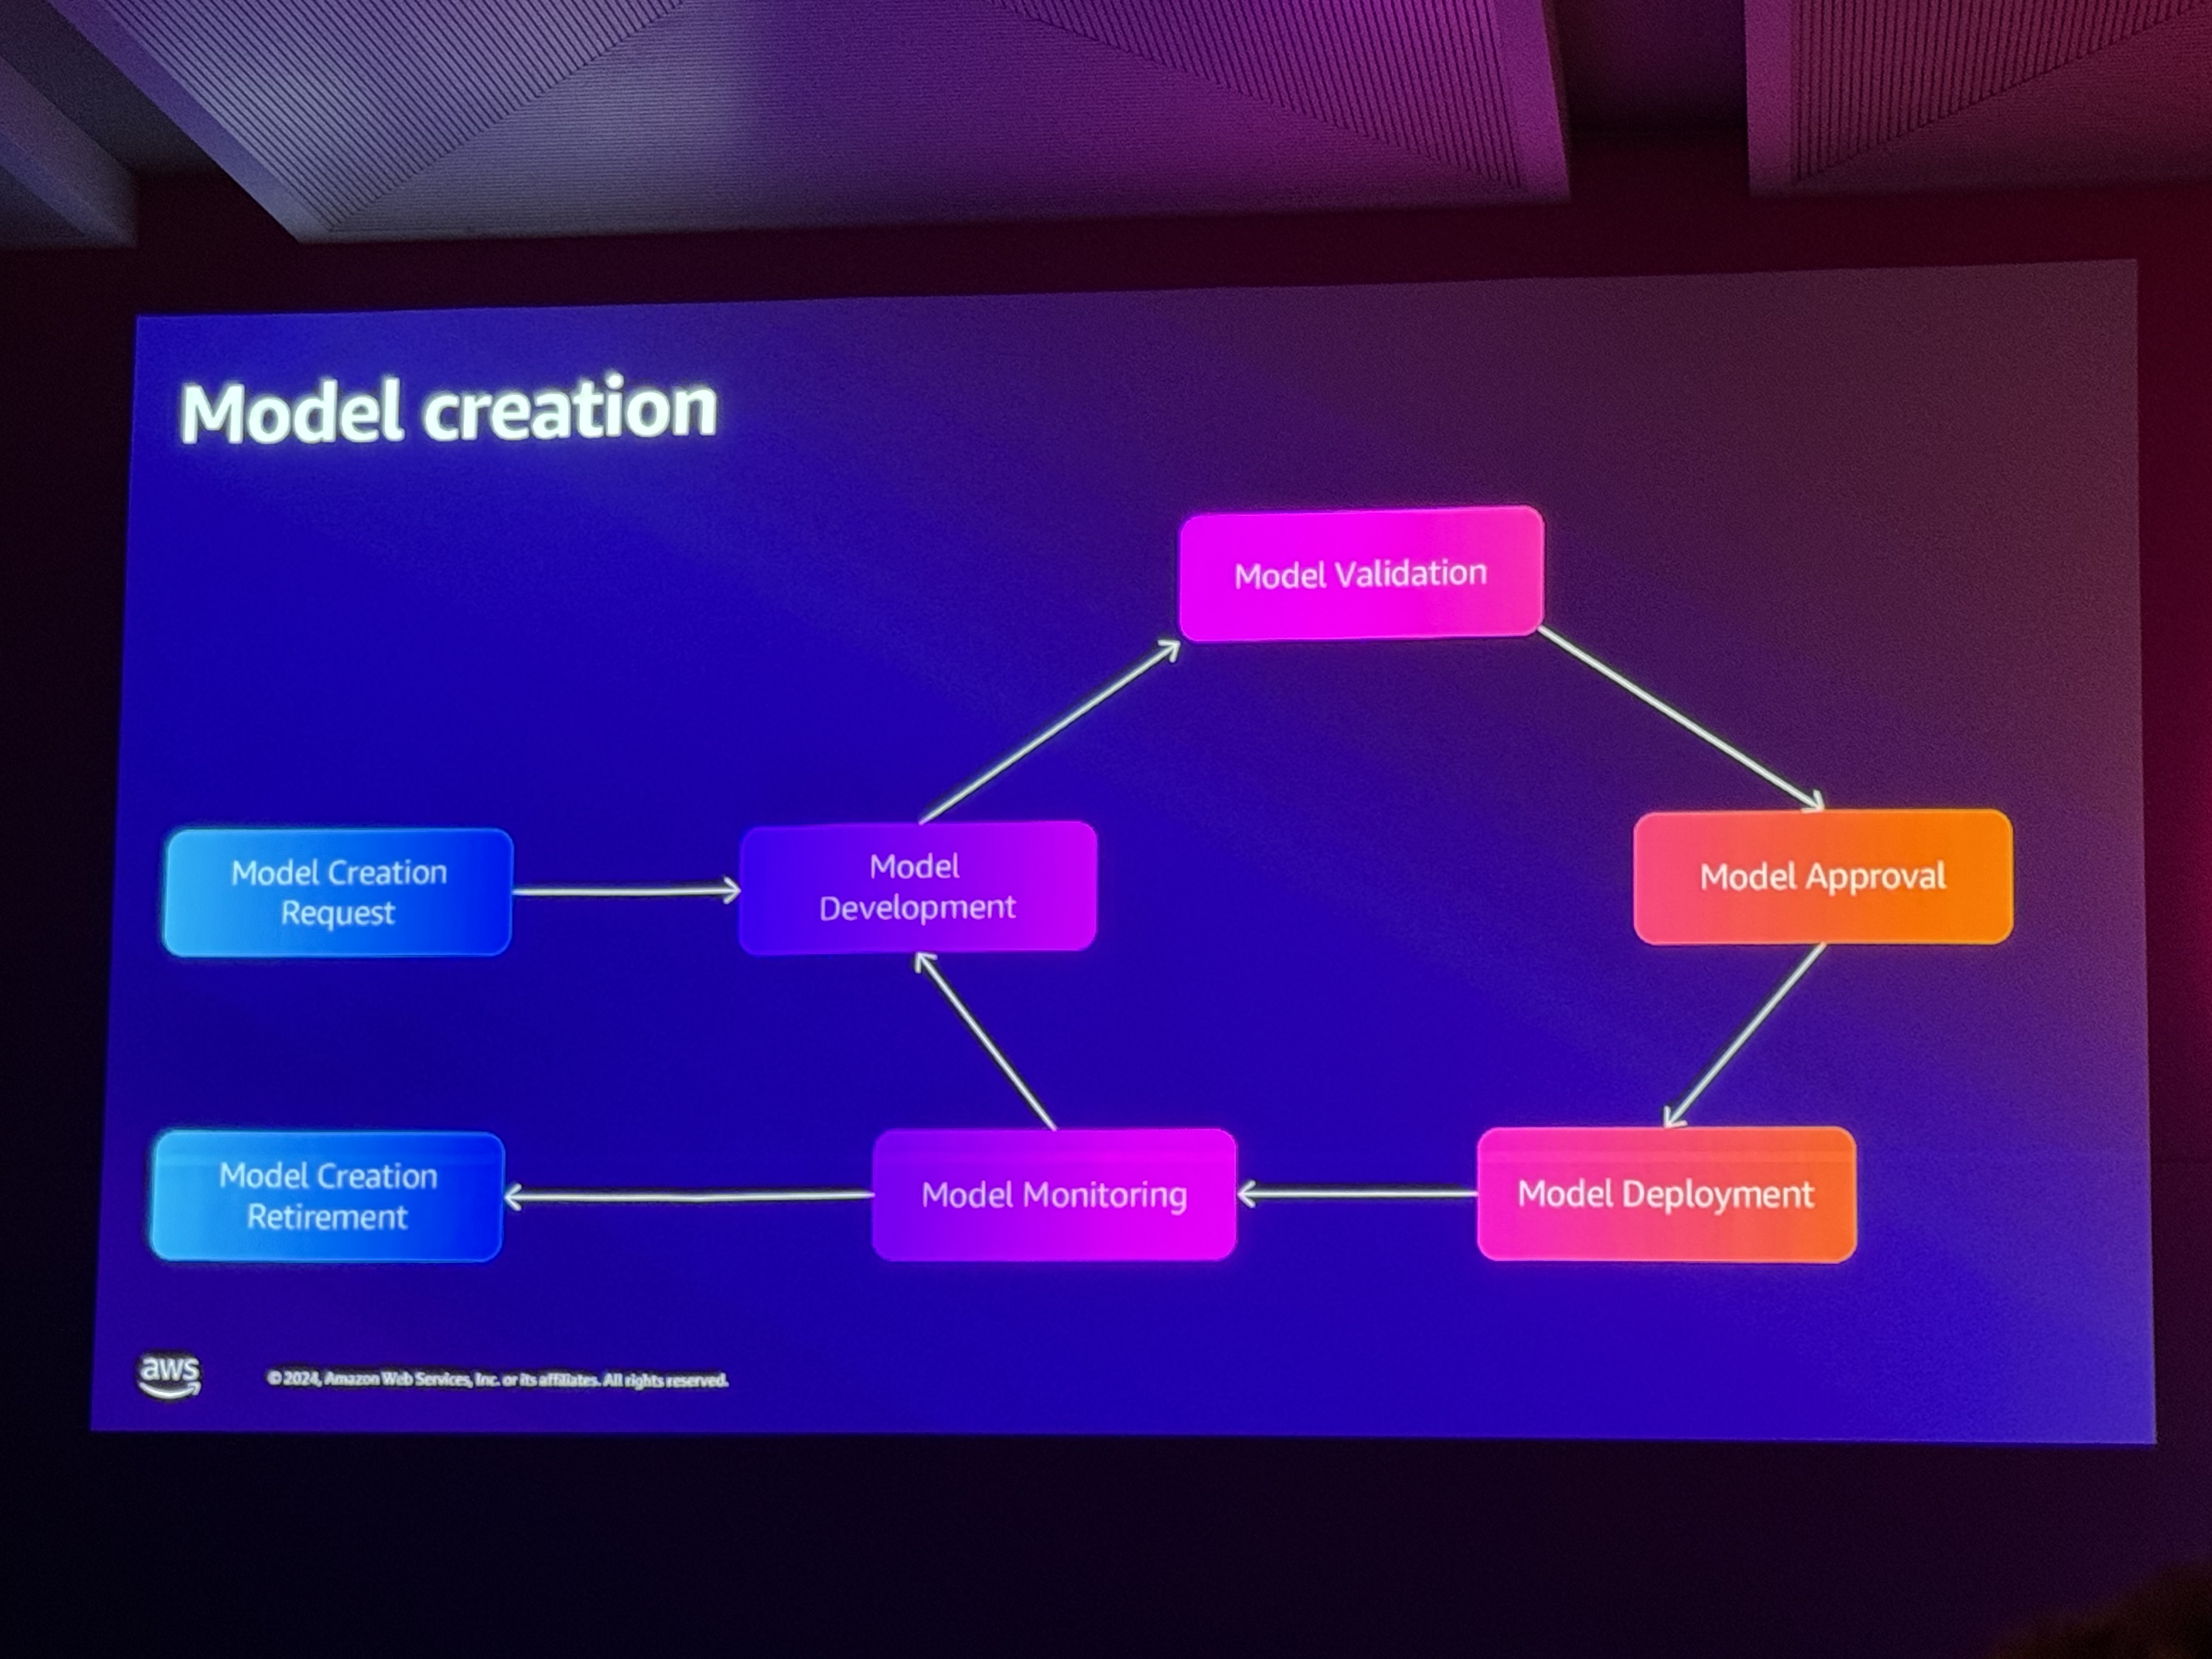 Model creation
Model Validation
Model Creation
Request
Model
Development
Model Approval
Model Creation
Retirement
Model Monitoring
Model Deployment
aws
© 2024, Amazon Web Services, Inc. or its affiliates. All rights reserved.